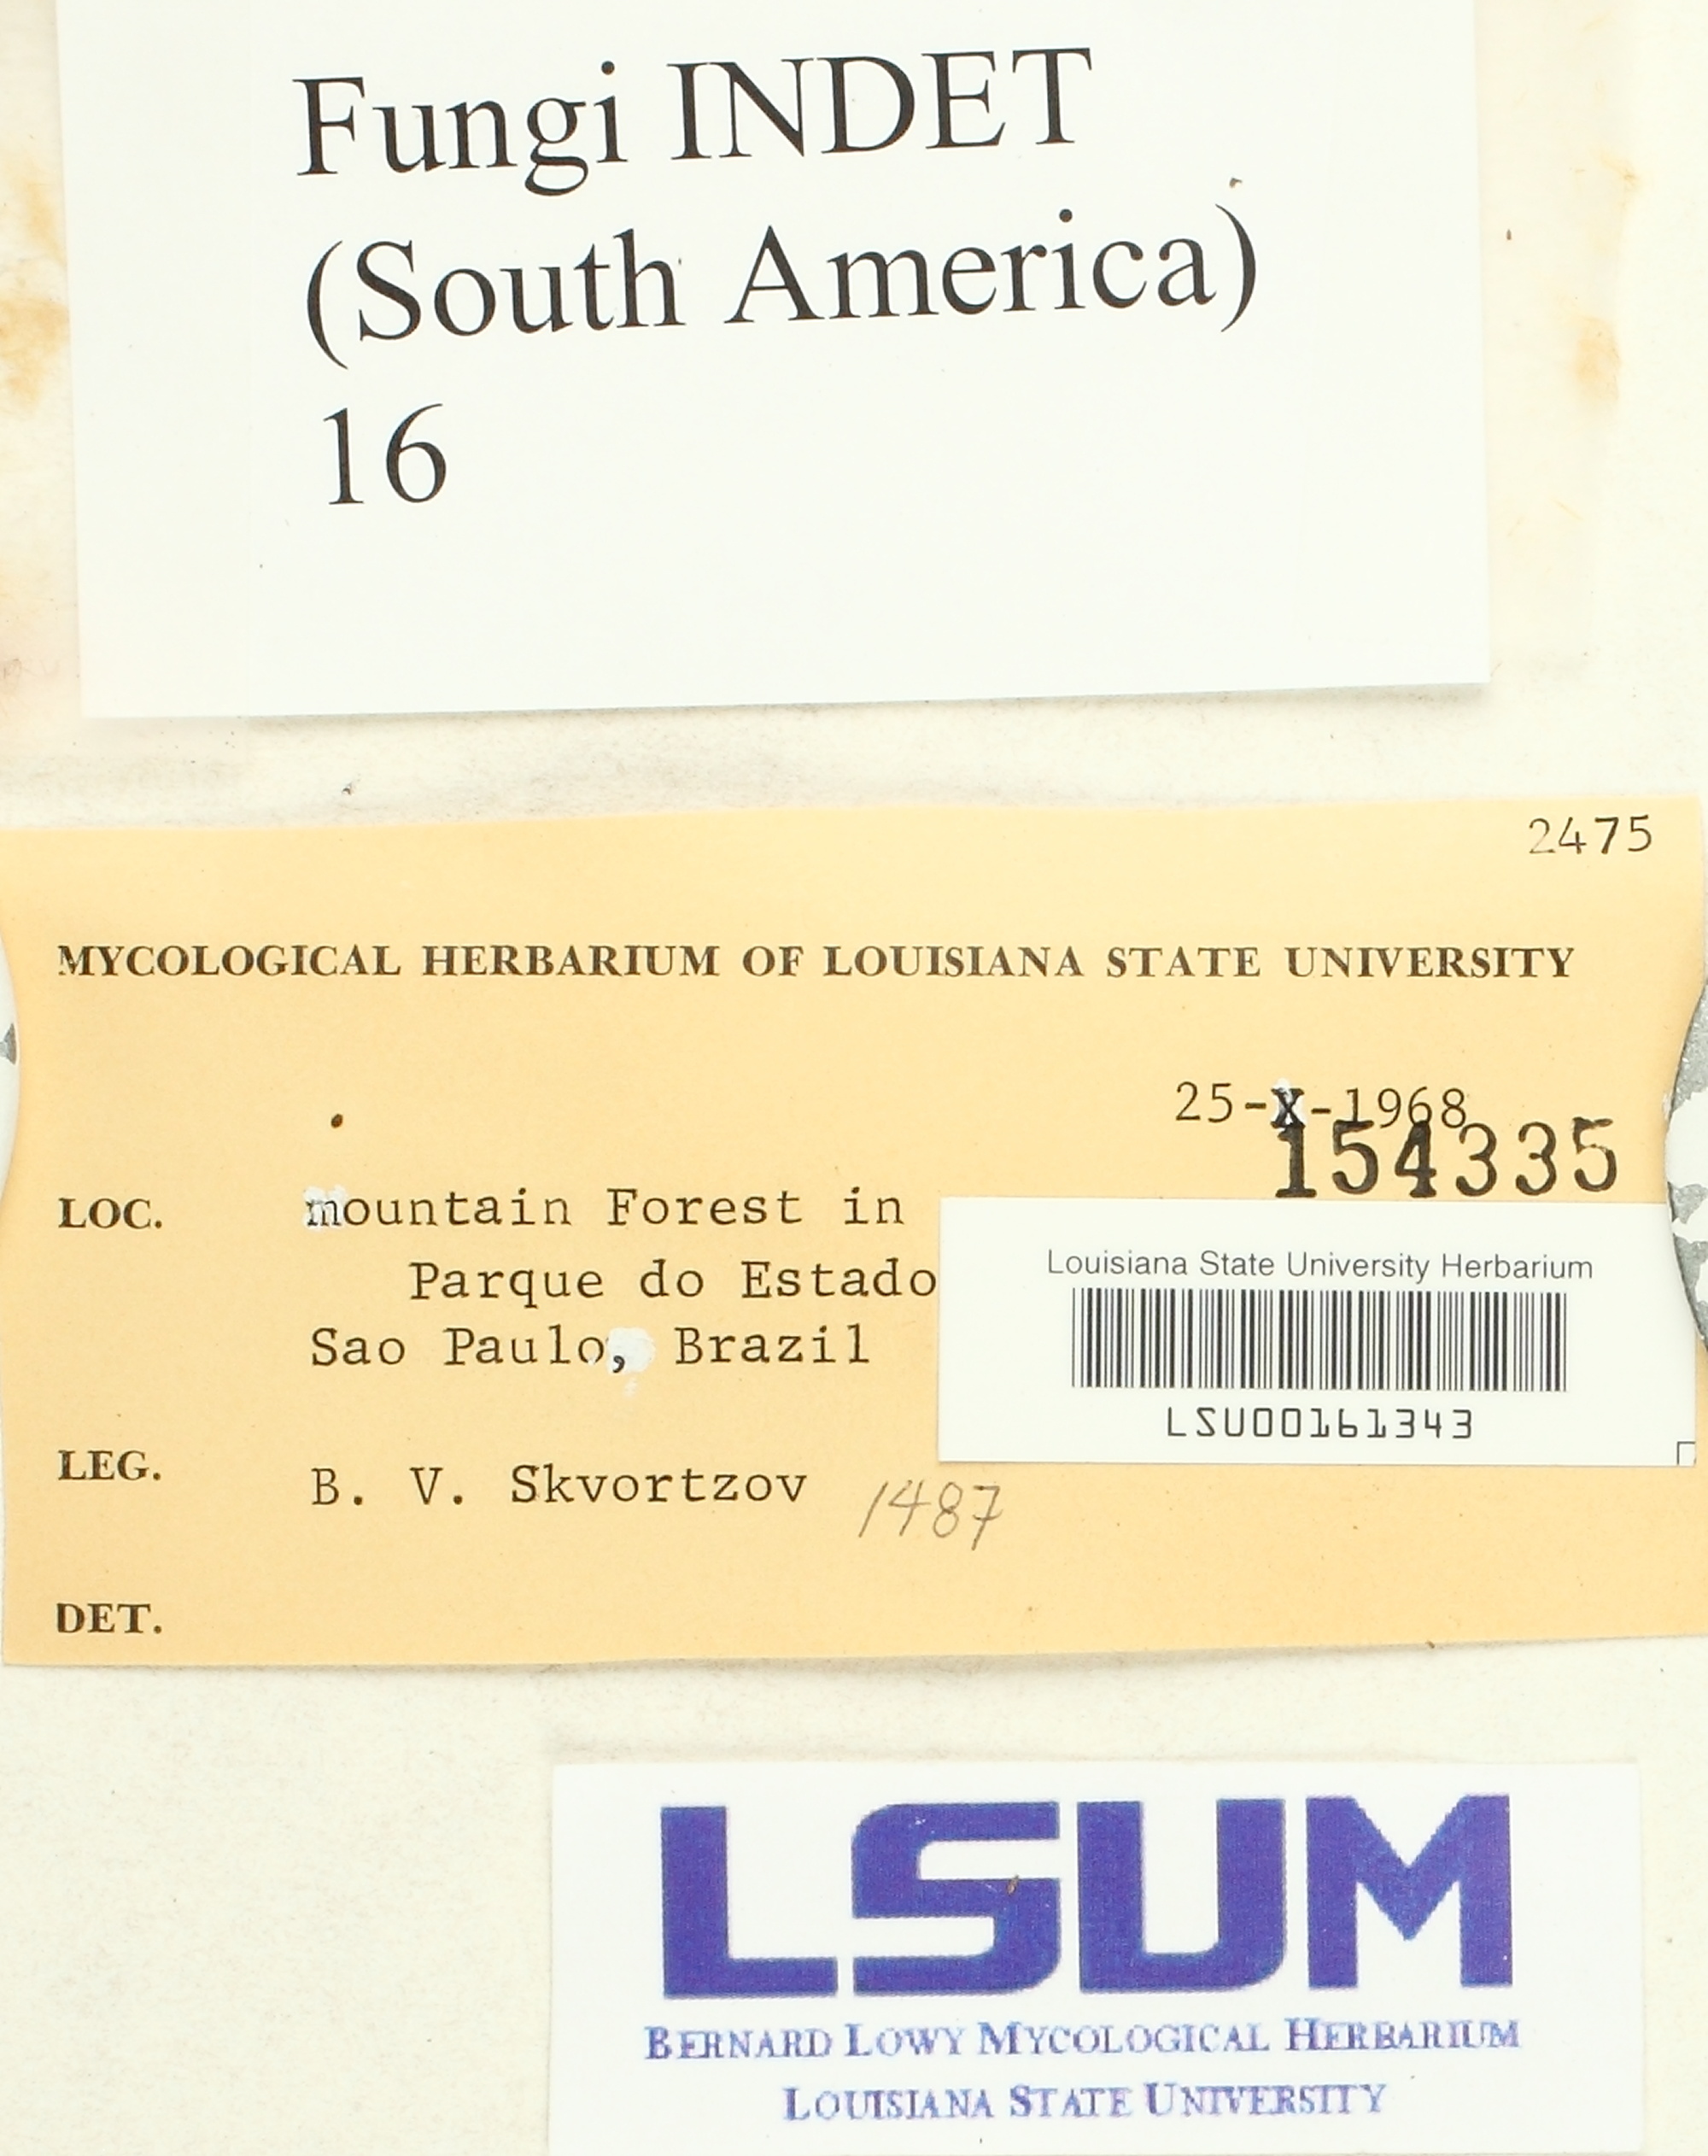 Fungi INDET
(South America)
16
2475
MYCOLOGICAL HERBARIUM OF LOUISIANA STATE UNIVERSITY
25-X-1968
154335
LOC. mountain Forest in
Parque do Estado
Sao Paulo, Brazil
Louisiana State University Herbarium
LSU00161343
LEG. B. V. Skvortzov 1487
DET.
LSUM
BERNARD LOWY MYCOLOGICAL HERBARIUM
LOUISIANA STATE UNIVERSITY